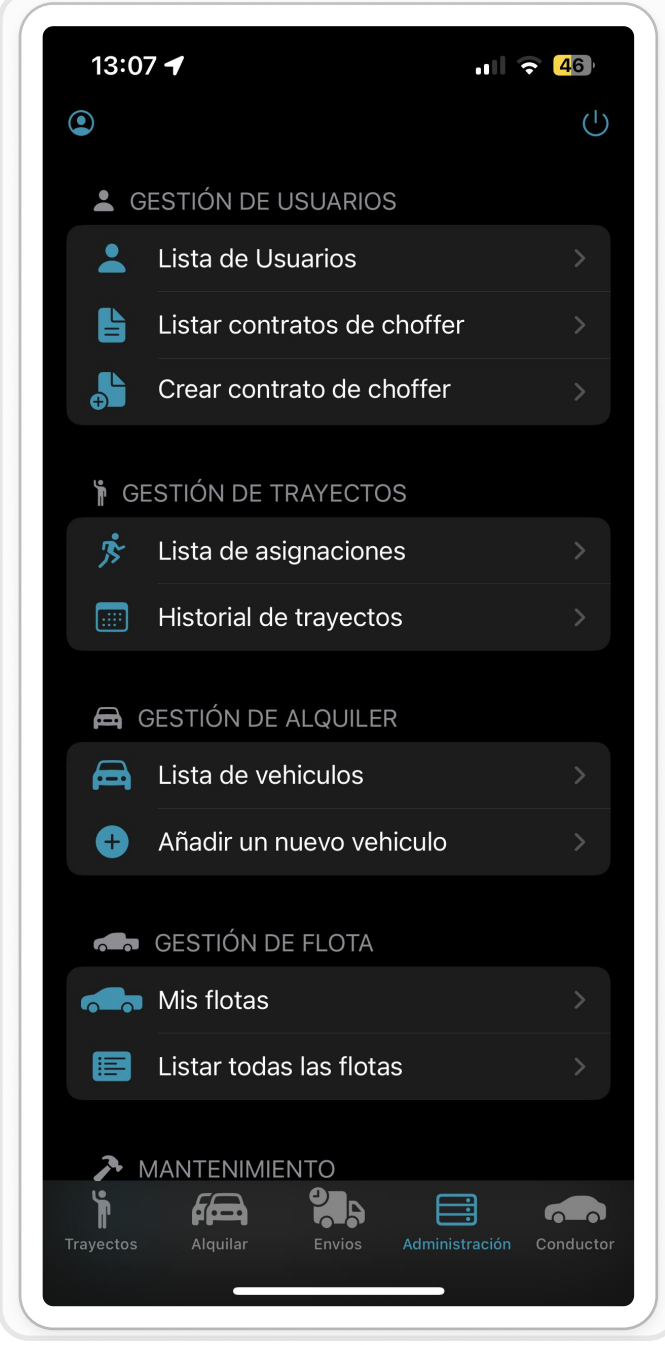 13:07
46
GESTIÓN DE USUARIOS
Lista de Usuarios
Listar contratos de choffer
Crear contrato de choffer
GESTIÓN DE TRAYECTOS
Lista de asignaciones
Historial de trayectos
GESTIÓN DE ALQUILER
Lista de vehiculos
Añadir un nuevo vehiculo
GESTIÓN DE FLOTA
Mis flotas
Listar todas las flotas
MANTENIMIENTO
Trayectos Alquilar Envios Administración Conductor